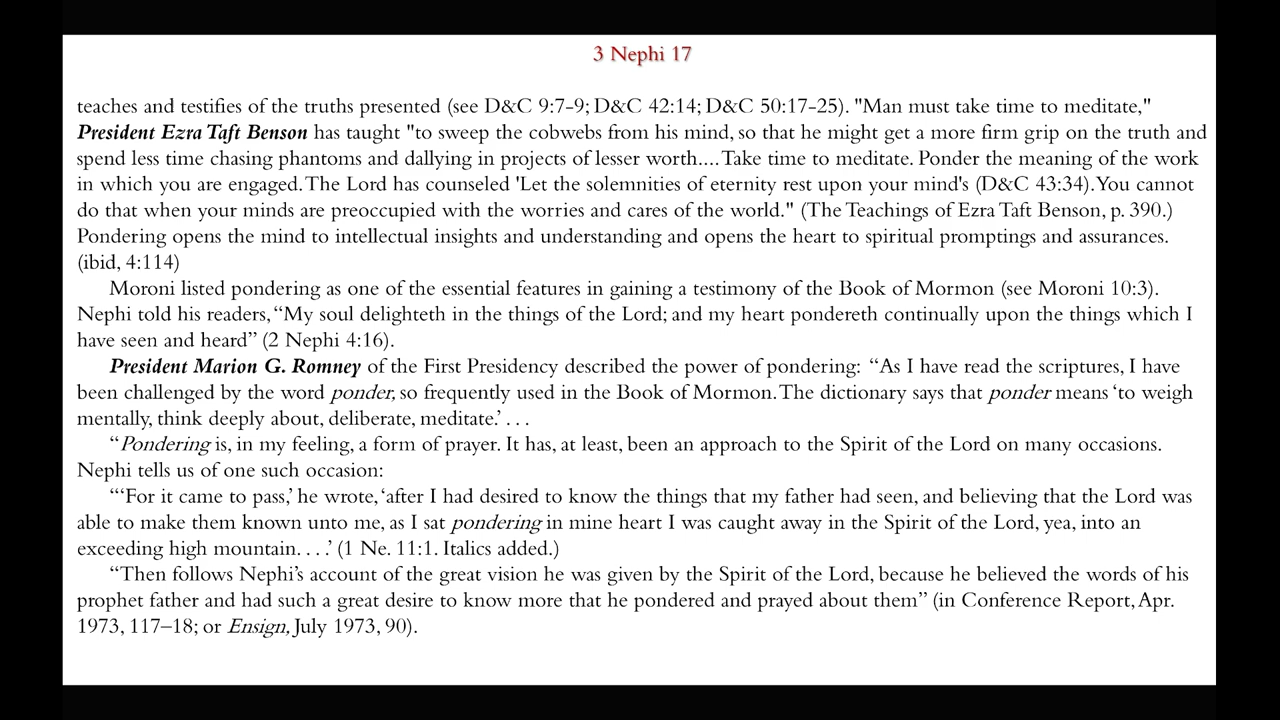 3 Nephi 17
teaches and testifies of the truths presented (see D&C 9:7-9; D&C 42:14; D&C 50:17-25). "Man must take time to meditate,"
President Ezra Taft Benson has taught "to sweep the cobwebs from his mind, so that he might get a more firm grip on the truth and
spend less time chasing phantoms and dallying in projects of lesser worth.... Take time to meditate. Ponder the meaning of the work
in which you are engaged. The Lord has counseled 'Let the solemnities of eternity rest upon your mind's (D&C 43:34). You cannot
do that when your minds are preoccupied with the worries and cares of the world." (The Teachings of Ezra Taft Benson, p. 390.)
Pondering opens the mind to intellectual insights and understanding and opens the heart to spiritual promptings and assurances.
(ibid, 4:114)
Moroni listed pondering as one of the essential features in gaining a testimony of the Book of Mormon (see Moroni 10:3).
Nephi told his readers, “My soul delighteth in the things of the Lord; and my heart pondereth continually upon the things which I
have seen and heard” (2 Nephi 4:16).
President Marion G. Romney of the First Presidency described the power of pondering: “As I have read the scriptures, I have
been challenged by the word ponder, so frequently used in the Book of Mormon. The dictionary says that ponder means ‘to weigh
mentally, think deeply about, deliberate, meditate.’ . . .
“Pondering is, in my feeling, a form of prayer. It has, at least, been an approach to the Spirit of the Lord on many occasions.
Nephi tells us of one such occasion:
“‘For it came to pass,’ he wrote, ‘after I had desired to know the things that my father had seen, and believing that the Lord was
able to make them known unto me, as I sat pondering in mine heart I was caught away in the Spirit of the Lord, yea, into an
exceeding high mountain. . . .’ (1 Ne. 11:1. Italics added.)
“Then follows Nephi’s account of the great vision he was given by the Spirit of the Lord, because he believed the words of his
prophet father and had such a great desire to know more that he pondered and prayed about them” (in Conference Report, Apr.
1973, 117–18; or Ensign, July 1973, 90).